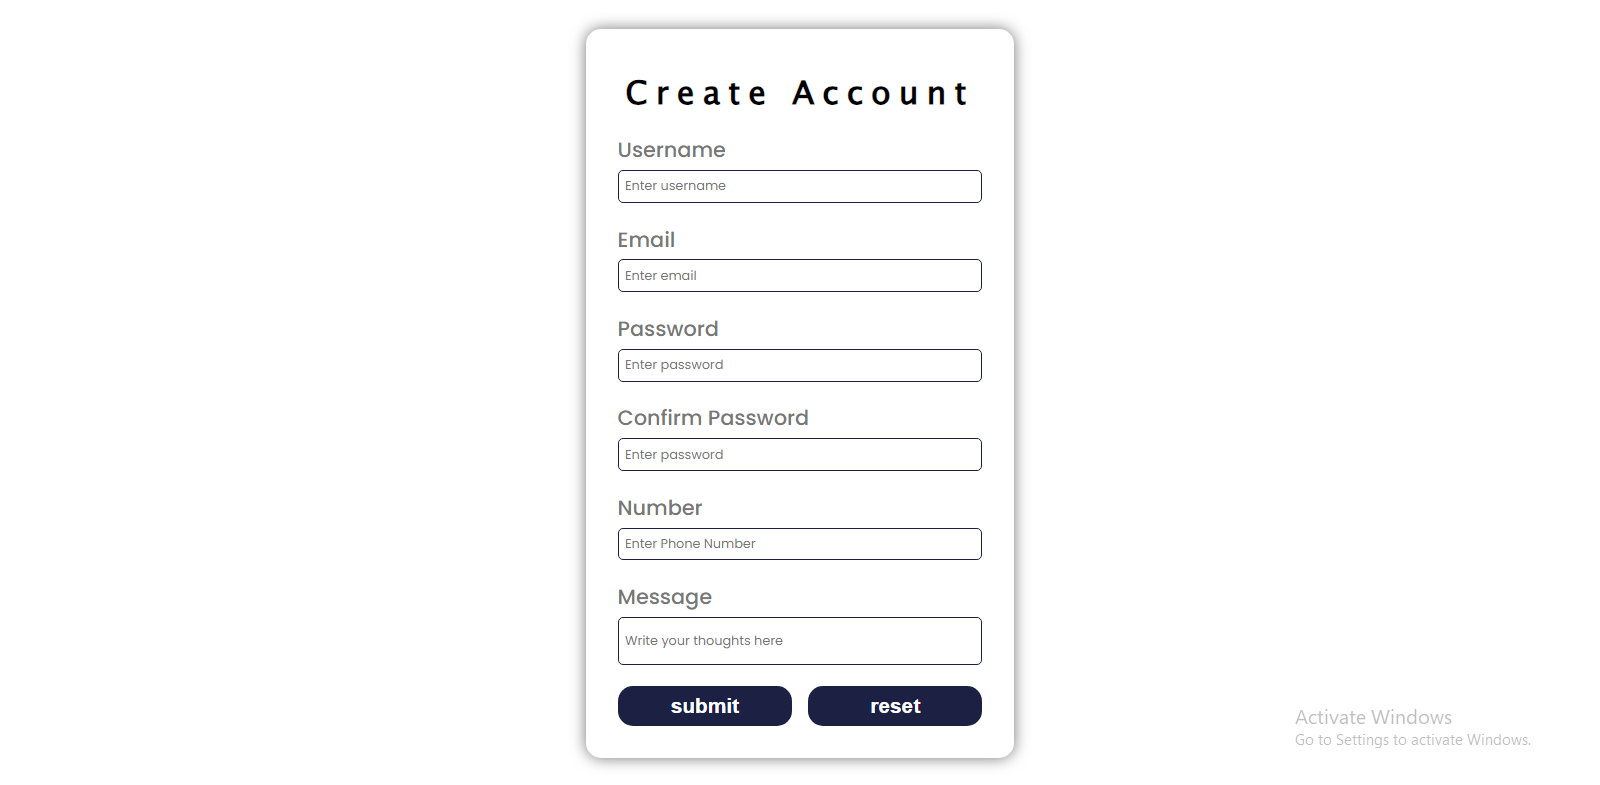 Create Account
Username
Enter username
Email
Enter email
Password
Enter password
Confirm Password
Enter password
Number
Enter Phone Number
Message
Write your thoughts here
submit
reset
Activate Windows
Go to Settings to activate Windows.